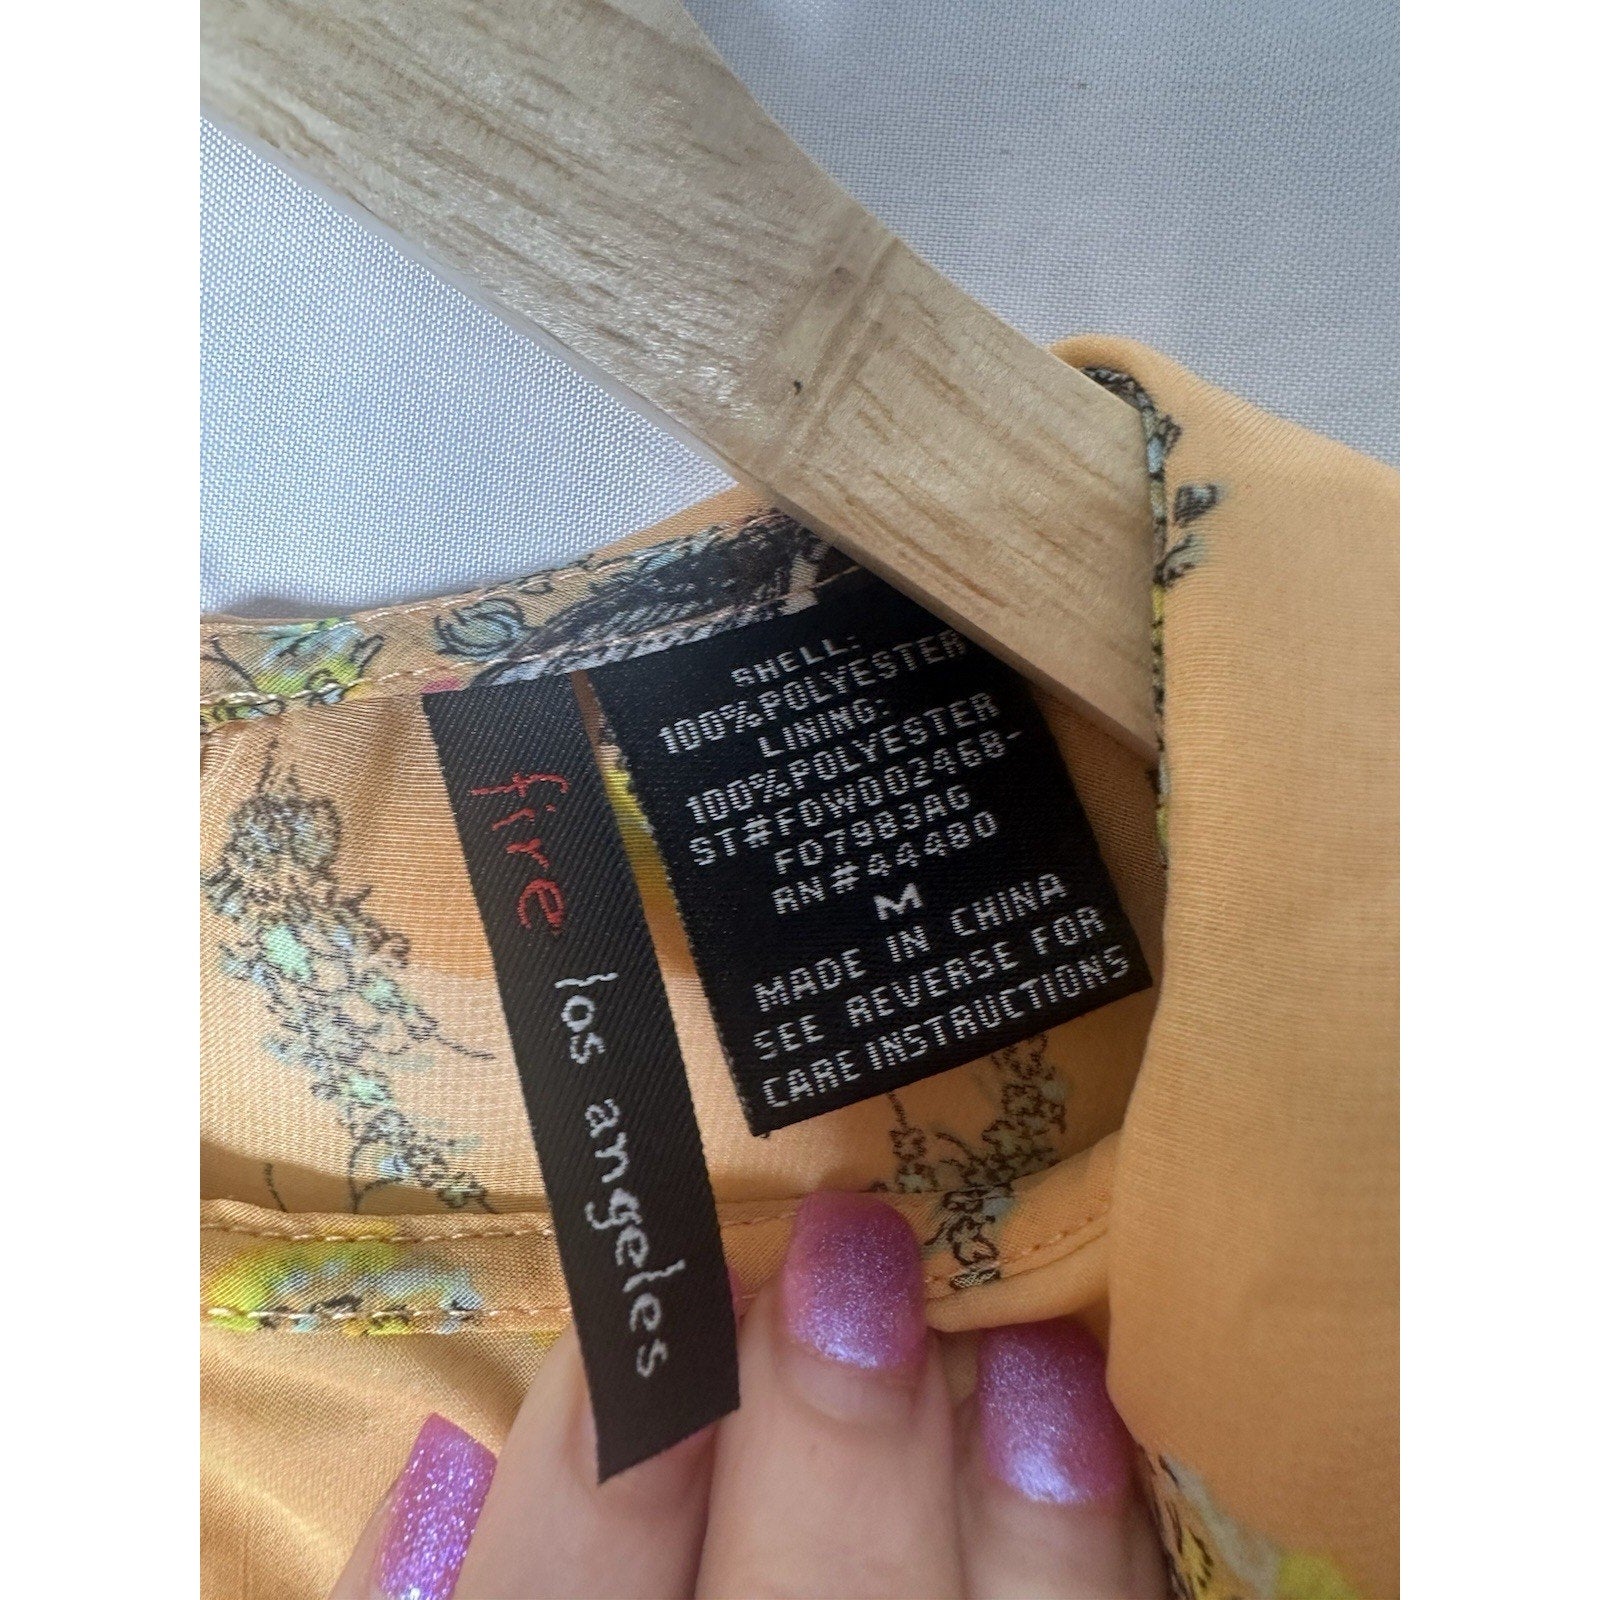 fire los angeles
SHELL:
100%POLYESTER
LINING:
100%POLYESTER
ST#FOW002468-
FD7983AG
RN#44480
M
MADE IN CHINA
SEE REVERSE FOR
CARE INSTRUCTIONS